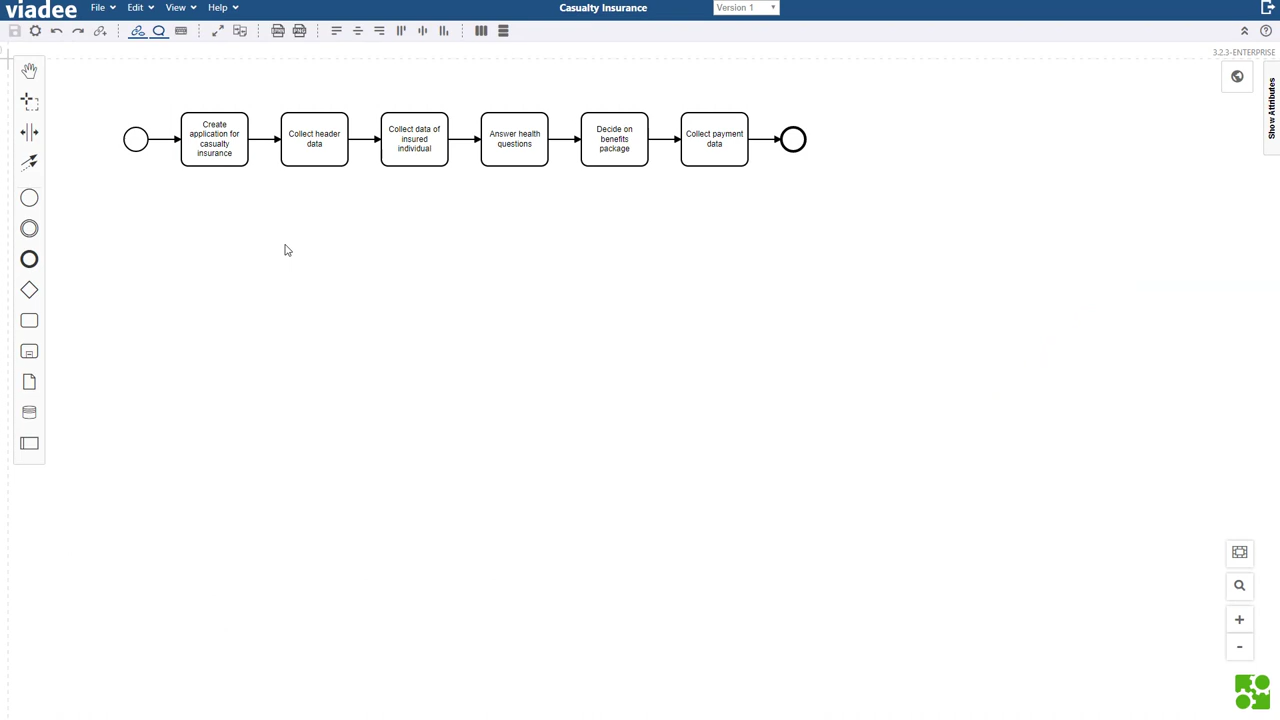 viadee File Edit View Help Casualty Insurance Version 1
3.2.3-ENTERPRISE
Show Attributes
Create
application for
casualty
insurance
Collect header
data
Collect data of
insured
individual
Answer health
questions
Decide on
benefits
package
Collect payment
data